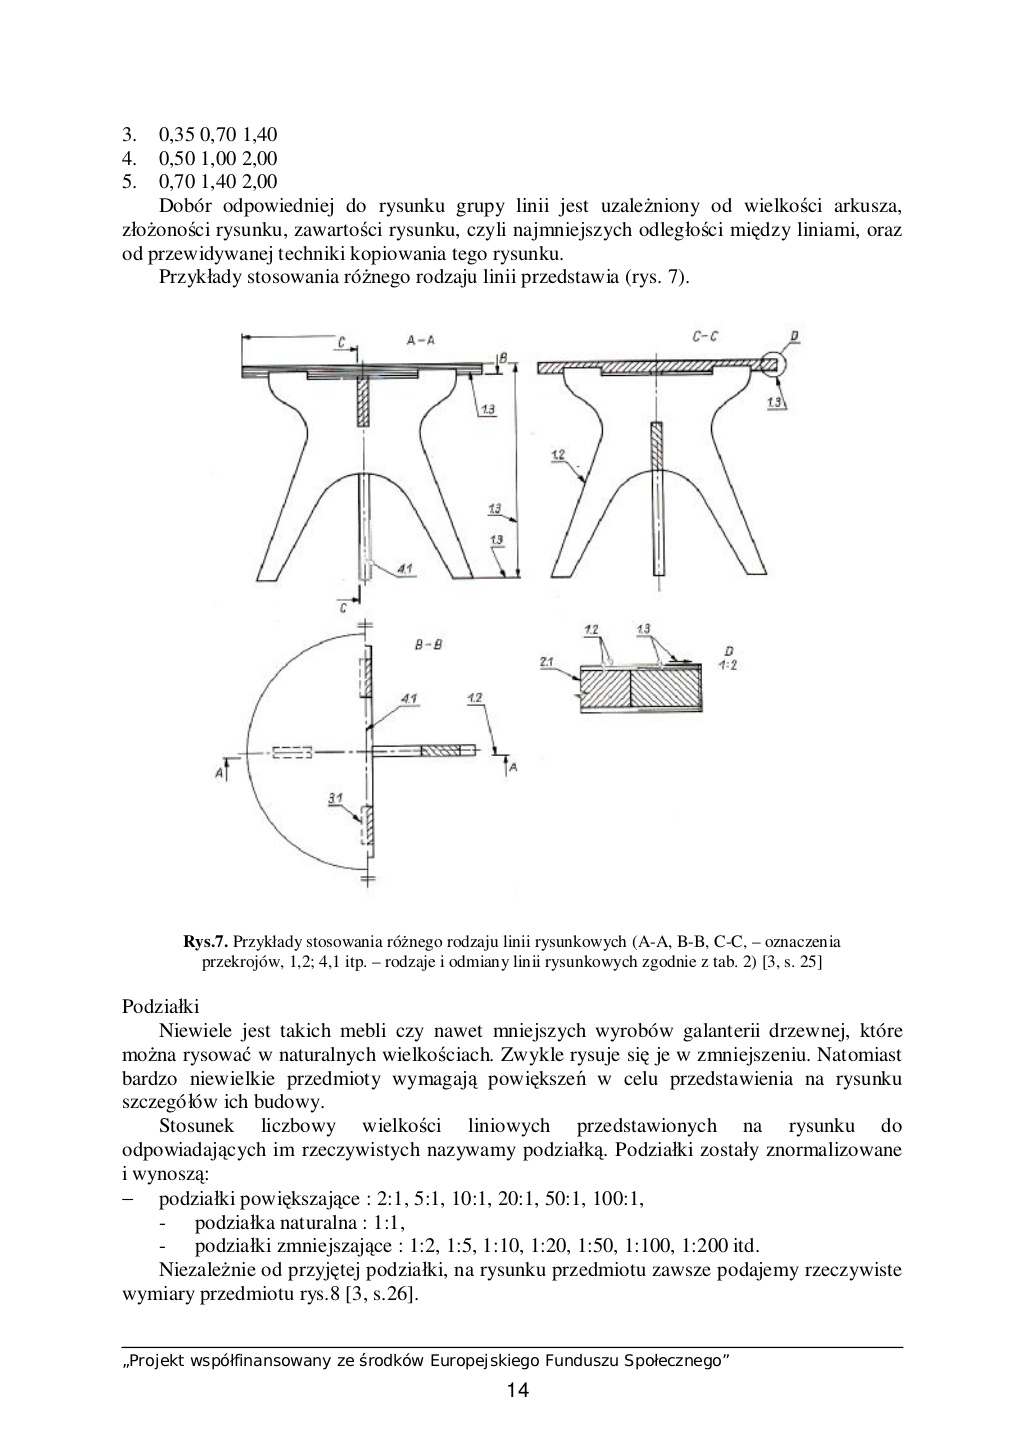 3. 0,35 0,70 1,40
4. 0,50 1,00 2,00
5. 0,70 1,40 2,00
Dobór odpowiedniej do rysunku grupy linii jest uzależniony od wielkości arkusza,
złożoności rysunku, zawartości rysunku, czyli najmniejszych odległości między liniami, oraz
od przewidywanej techniki kopiowania tego rysunku.
Przykłady stosowania różnego rodzaju linii przedstawia (rys. 7).
C A-A B
1.3
C-C D
1.3
1.2
1.3
1.3
4.1
C
B-B
4.1 1.2
A A
3.1
1.2 1.3
2.1
D
1:2
Rys.7. Przykłady stosowania różnego rodzaju linii rysunkowych (A-A, B-B, C-C, – oznaczenia
przekrojów, 1,2; 4,1 itp. – rodzaje i odmiany linii rysunkowych zgodnie z tab. 2) [3, s. 25]
Podziałki
Niewiele jest takich mebli czy nawet mniejszych wyrobów galanterii drzewnej, które
można rysować w naturalnych wielkościach. Zwykle rysuje się je w zmniejszeniu. Natomiast
bardzo niewielkie przedmioty wymagają powiększeń w celu przedstawienia na rysunku
szczegółów ich budowy.
Stosunek liczbowy wielkości liniowych przedstawionych na rysunku do
odpowiadających im rzeczywistych nazywamy podziałką. Podziałki zostały znormalizowane
i wynoszą:
– podziałki powiększające : 2:1, 5:1, 10:1, 20:1, 50:1, 100:1,
- podziałka naturalna : 1:1,
- podziałki zmniejszające : 1:2, 1:5, 1:10, 1:20, 1:50, 1:100, 1:200 itd.
Niezależnie od przyjętej podziałki, na rysunku przedmiotu zawsze podajemy rzeczywiste
wymiary przedmiotu rys.8 [3, s.26].
„Projekt współfinansowany ze środków Europejskiego Funduszu Społecznego”
14